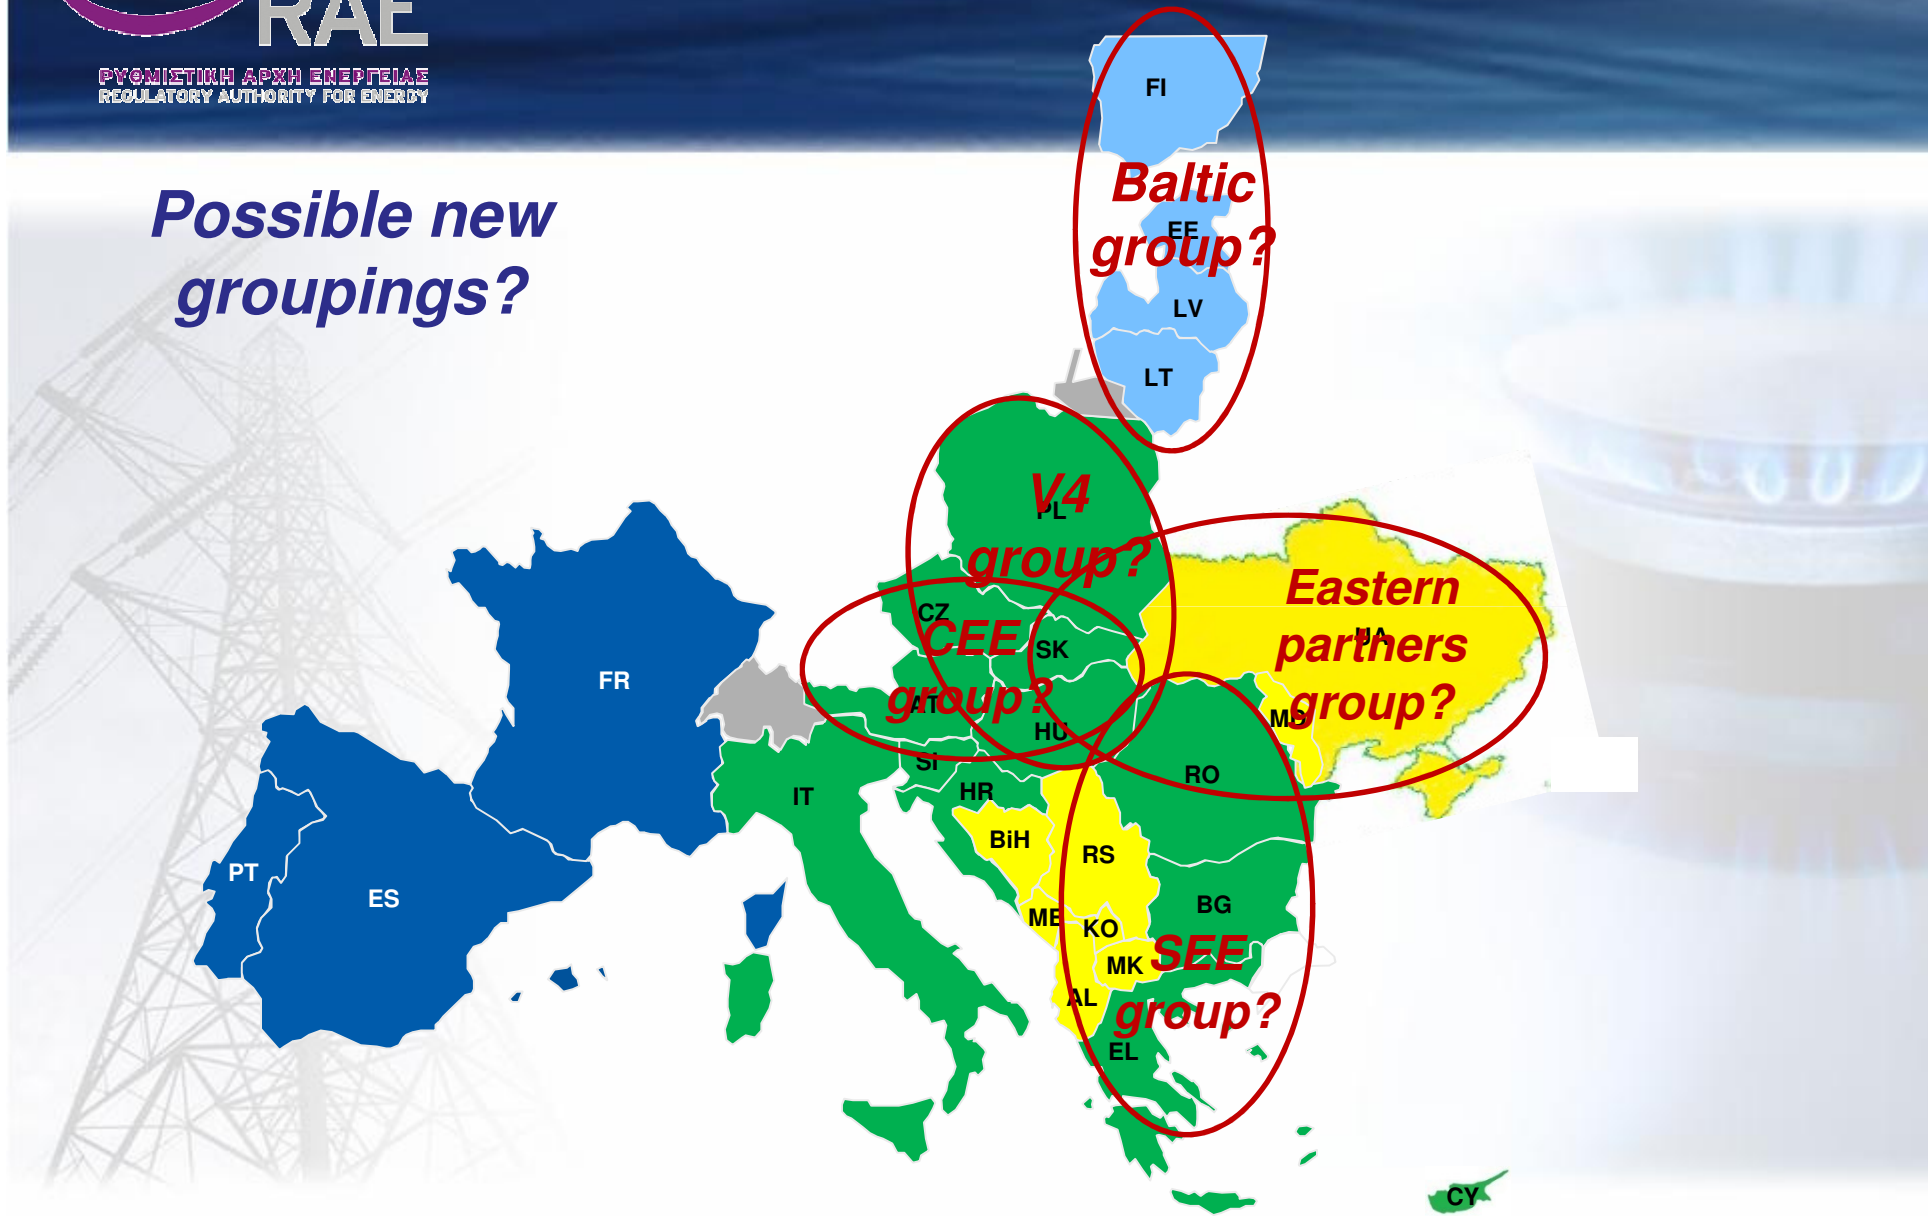 RAE
ΡΥΘΜΙΣΤΙΚΗ ΑΡΧΗ ΕΝΕΡΓΕΙΑΣ
REGULATORY AUTHORITY FOR ENERGY
Possible new
groupings?
FI
Baltic
EE
group?
LV
LT
V4
PL
group?
Eastern
UA
partners
group?
CZ
CEE
SK
group?
AT
HU
SI
HR
MD
RO
FR
IT
PT
ES
BiH
RS
ME
KO
BG
MK
SEE
AL
group?
EL
CY